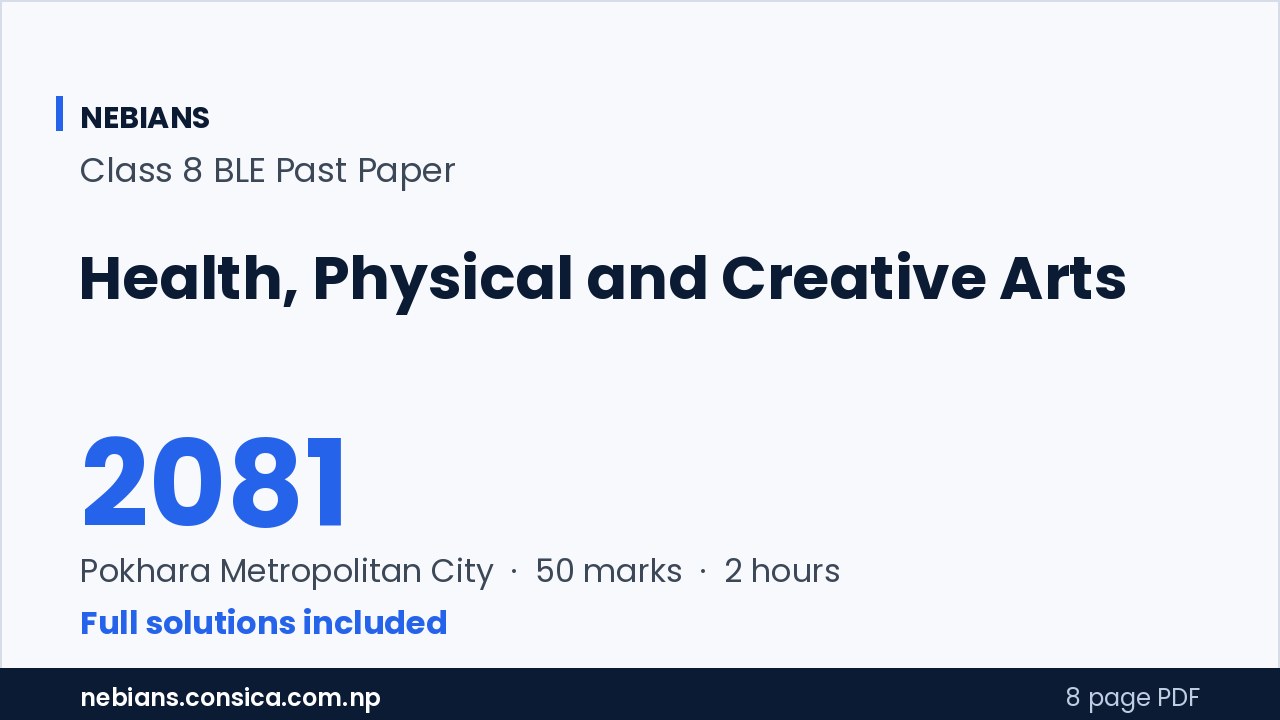 NEBIANS
Class 8 BLE Past Paper
Health, Physical and Creative Arts
2081
Pokhara Metropolitan City · 50 marks · 2 hours
Full solutions included
nebians.consica.com.np
8 page PDF